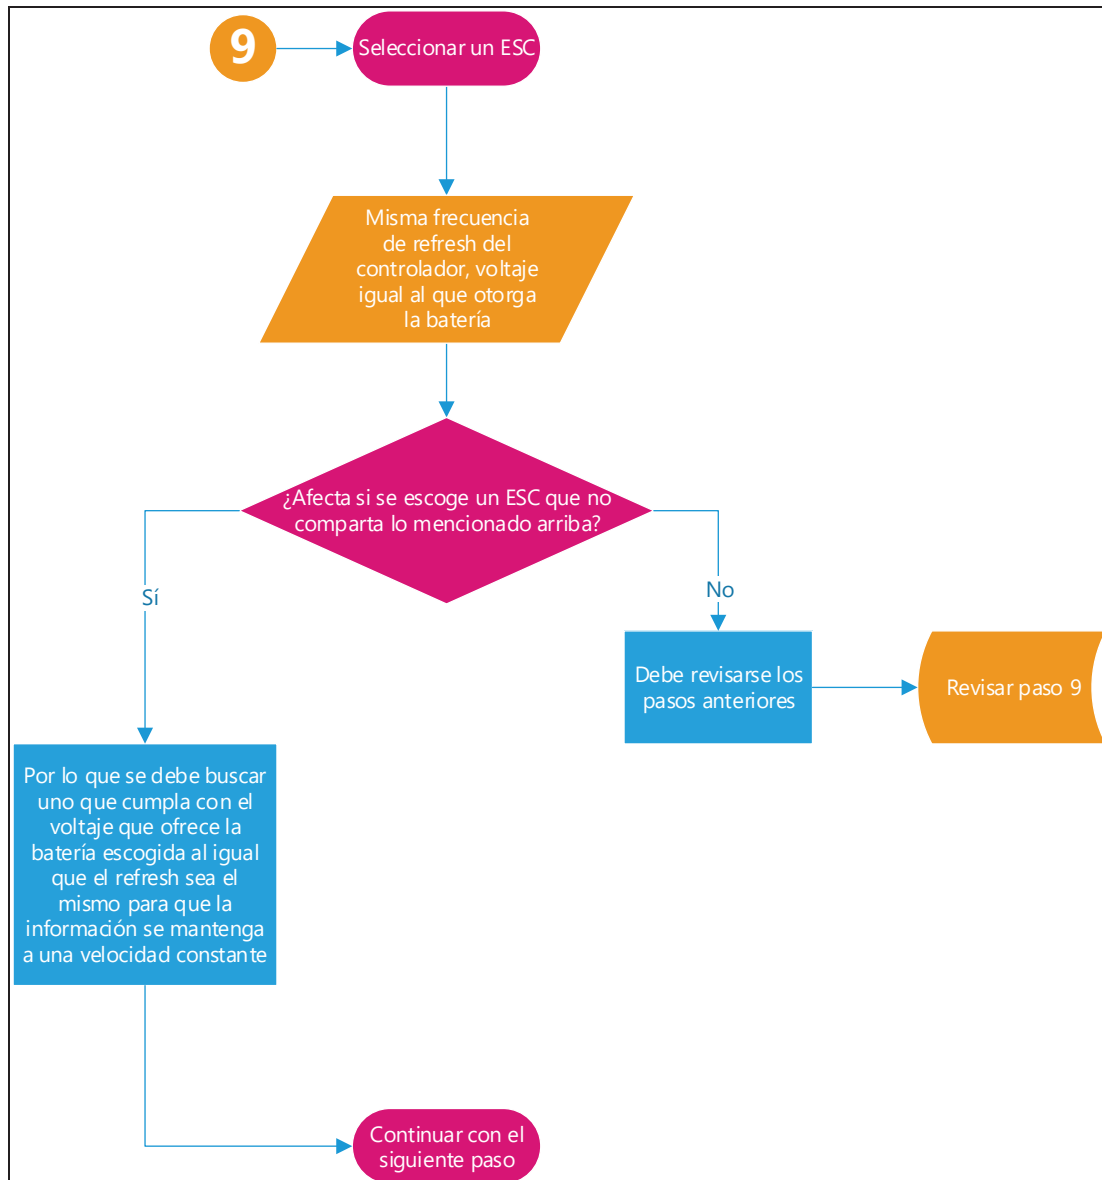 9
Seleccionar un ESC
Misma frecuencia
de refresh del
controlador, voltaje
igual al que otorga
la batería
¿Afecta si se escoge un ESC que no
comparta lo mencionado arriba?
Sí
No
Debe revisarse los
pasos anteriores
Revisar paso 9
Por lo que se debe buscar
uno que cumpla con el
voltaje que ofrece la
batería escogida al igual
que el refresh sea el
mismo para que la
información se mantenga
a una velocidad constante
Continuar con el
siguiente paso